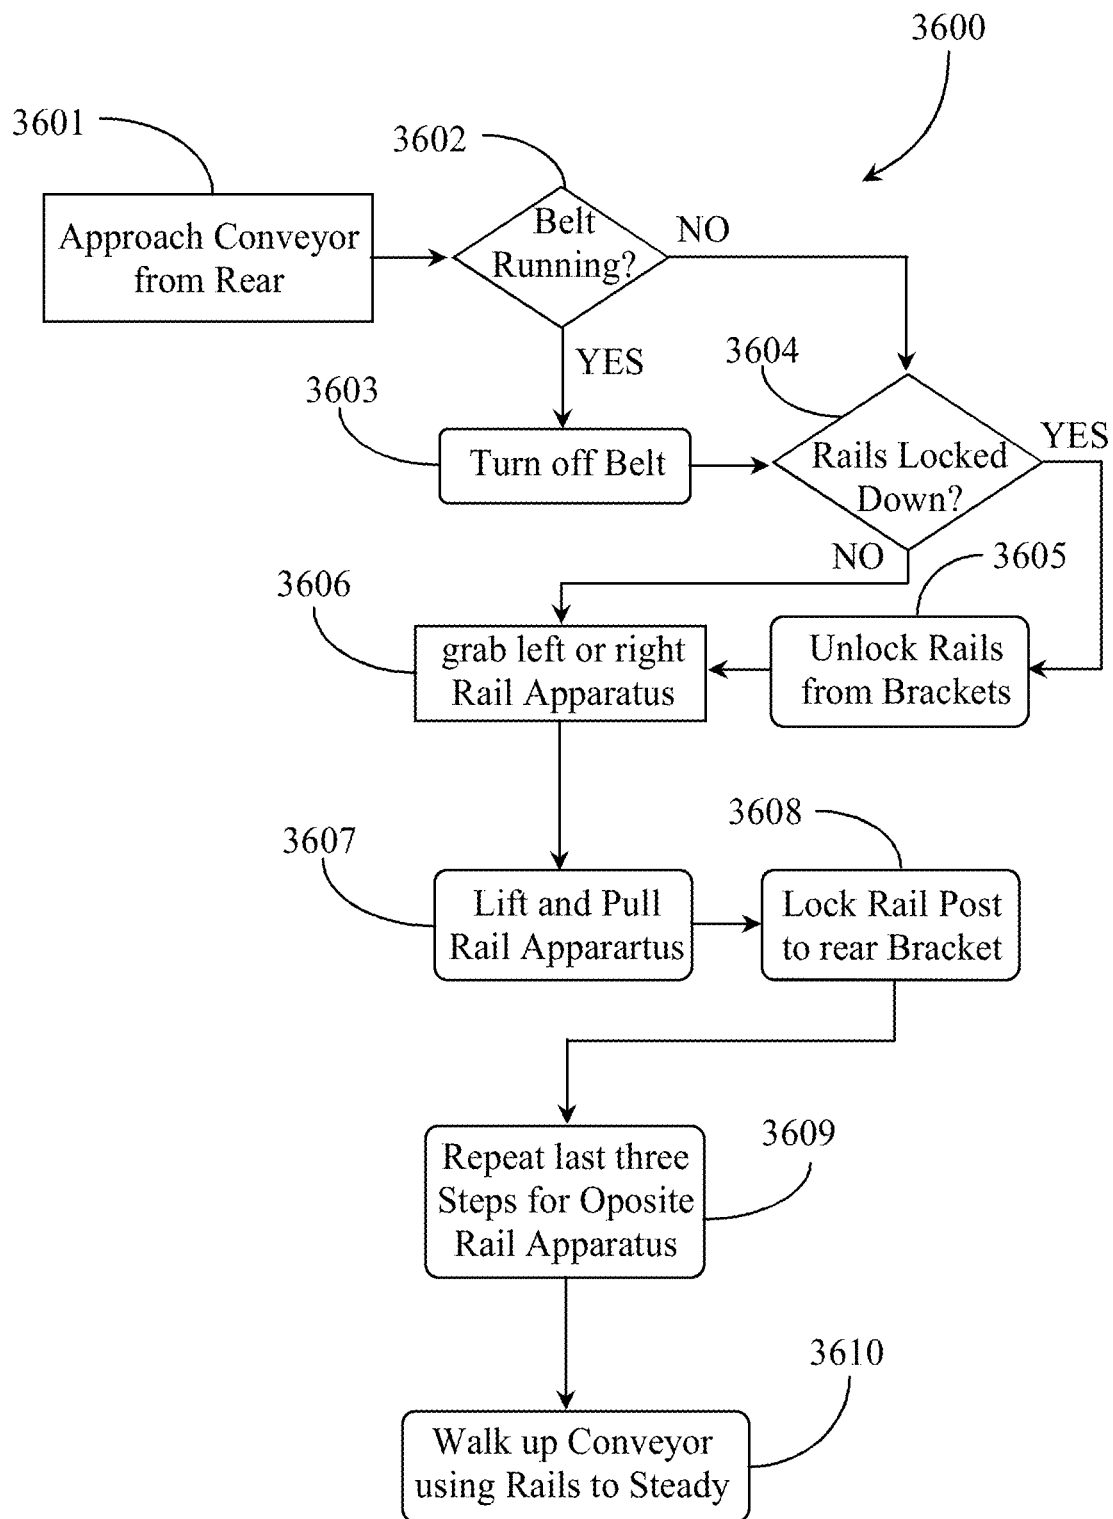 3600
3601
3602
Approach Conveyor
from Rear
Belt
Running?
NO
YES
3603
3604
Turn off Belt
Rails Locked
Down?
YES
NO
3605
3606
grab left or right
Rail Apparatus
Unlock Rails
from Brackets
3607
3608
Lift and Pull
Rail Apparartus
Lock Rail Post
to rear Bracket
3609
Repeat last three
Steps for Oposite
Rail Apparatus
3610
Walk up Conveyor
using Rails to Steady